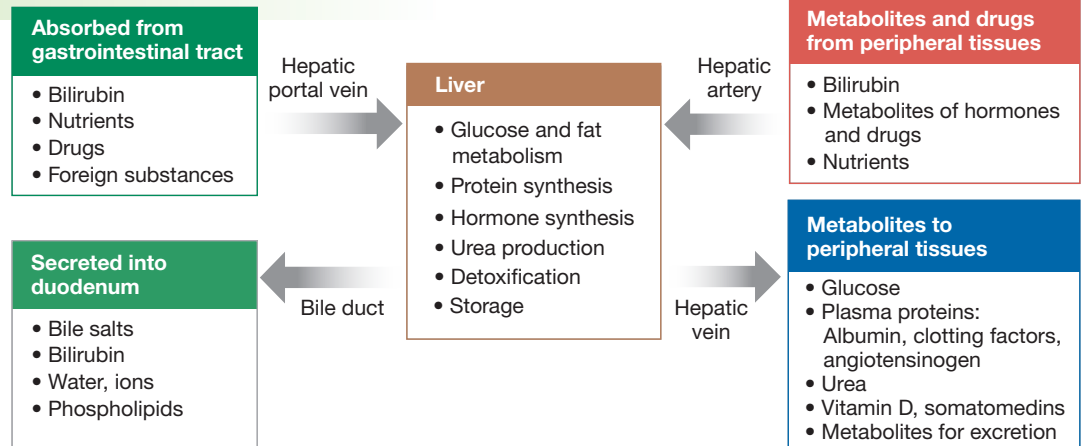 Absorbed from
gastrointestinal tract
• Bilirubin
• Nutrients
• Drugs
• Foreign substances
Hepatic
portal vein
Liver
• Glucose and fat
metabolism
• Protein synthesis
• Hormone synthesis
• Urea production
• Detoxification
• Storage
Hepatic
artery
Metabolites and drugs
from peripheral tissues
• Bilirubin
• Metabolites of hormones
and drugs
• Nutrients
Secreted into
duodenum
• Bile salts
• Bilirubin
• Water, ions
• Phospholipids
Bile duct
Hepatic
vein
Metabolites to
peripheral tissues
• Glucose
• Plasma proteins:
Albumin, clotting factors,
angiotensinogen
• Urea
• Vitamin D, somatomedins
• Metabolites for excretion